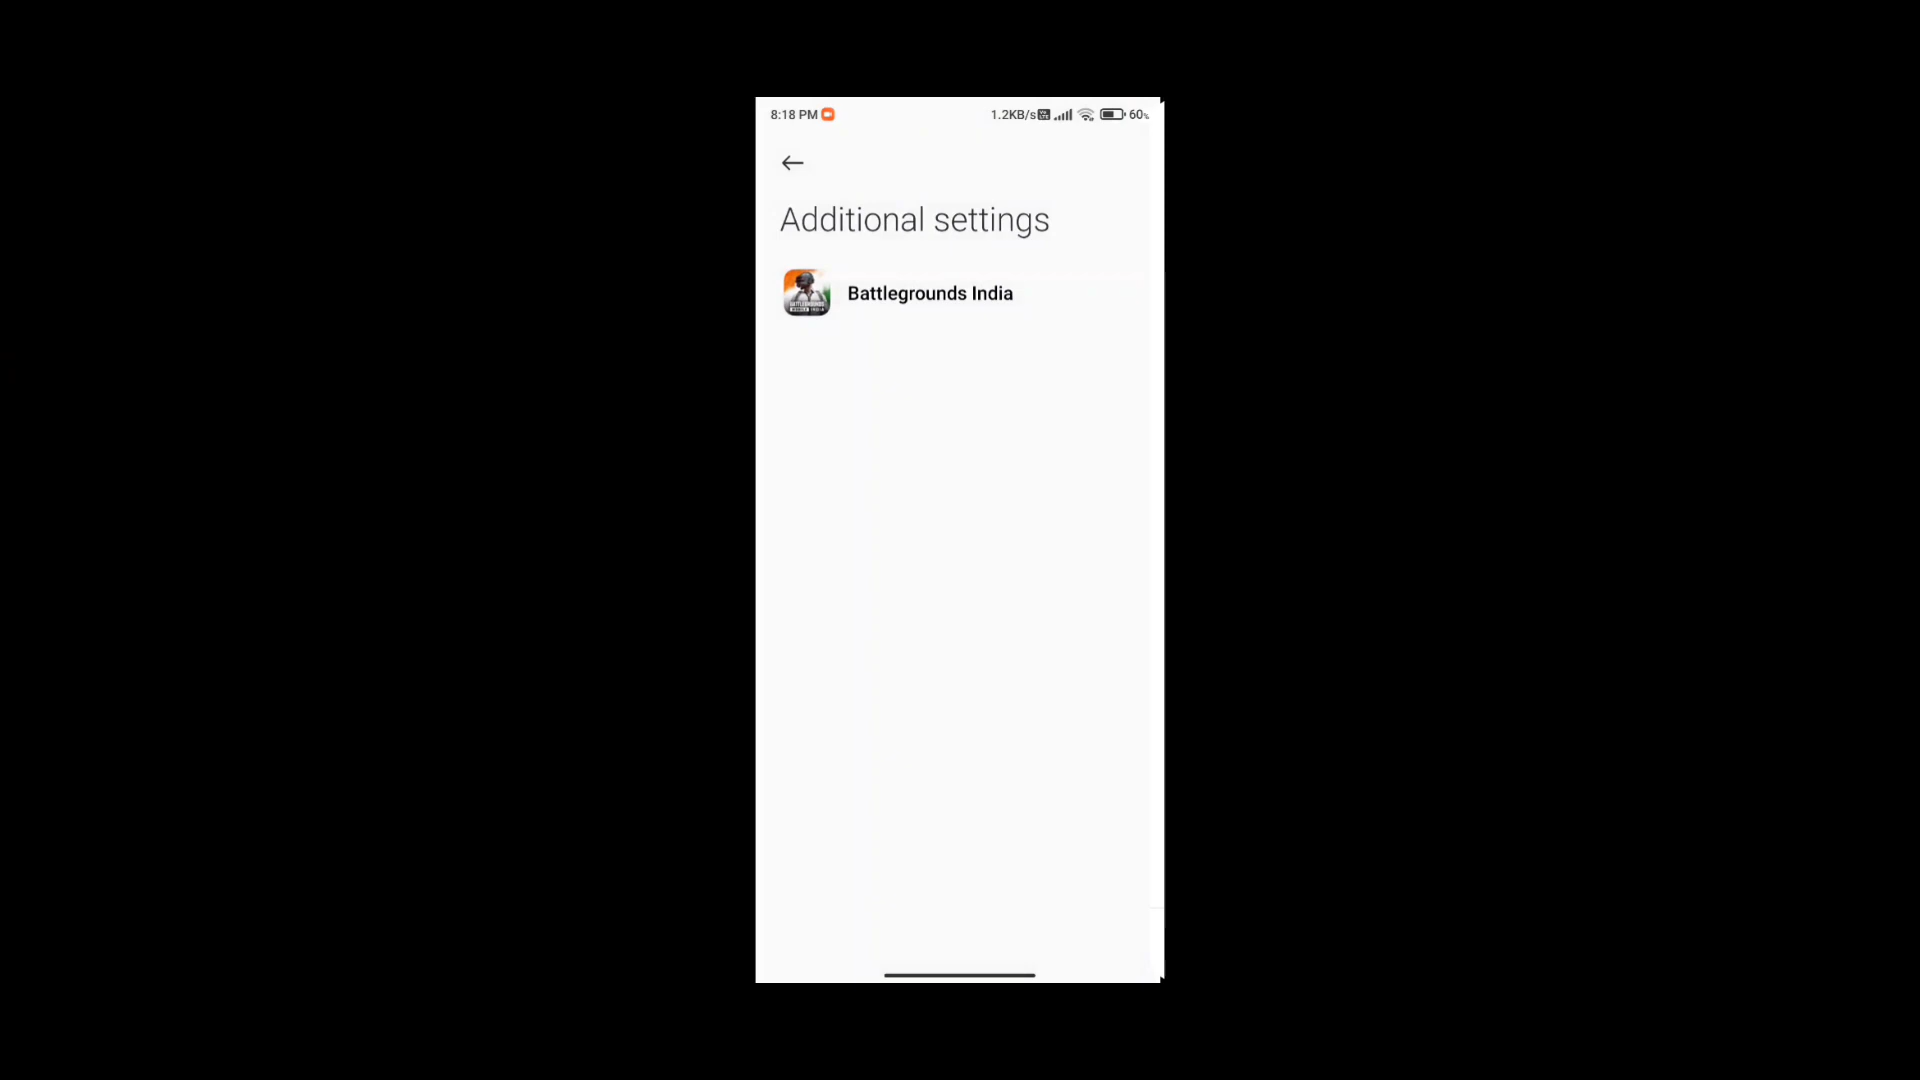 8:18 PM 1.2KB/s 60%
Additional settings
Battlegrounds India